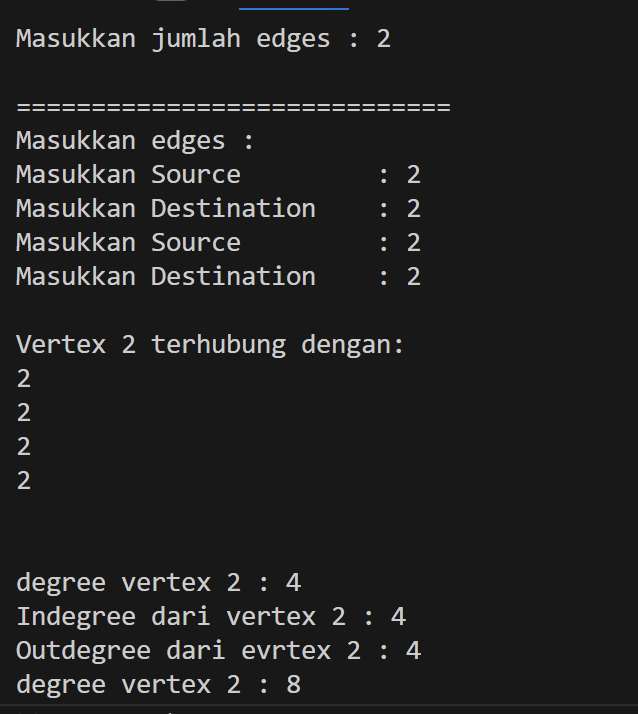 Masukkan jumlah edges : 2
=============================
Masukkan edges :
Masukkan Source         : 2
Masukkan Destination    : 2
Masukkan Source         : 2
Masukkan Destination    : 2
Vertex 2 terhubung dengan:
2
2
2
2
degree vertex 2 : 4
Indegree dari vertex 2 : 4
Outdegree dari evrtex 2 : 4
degree vertex 2 : 8